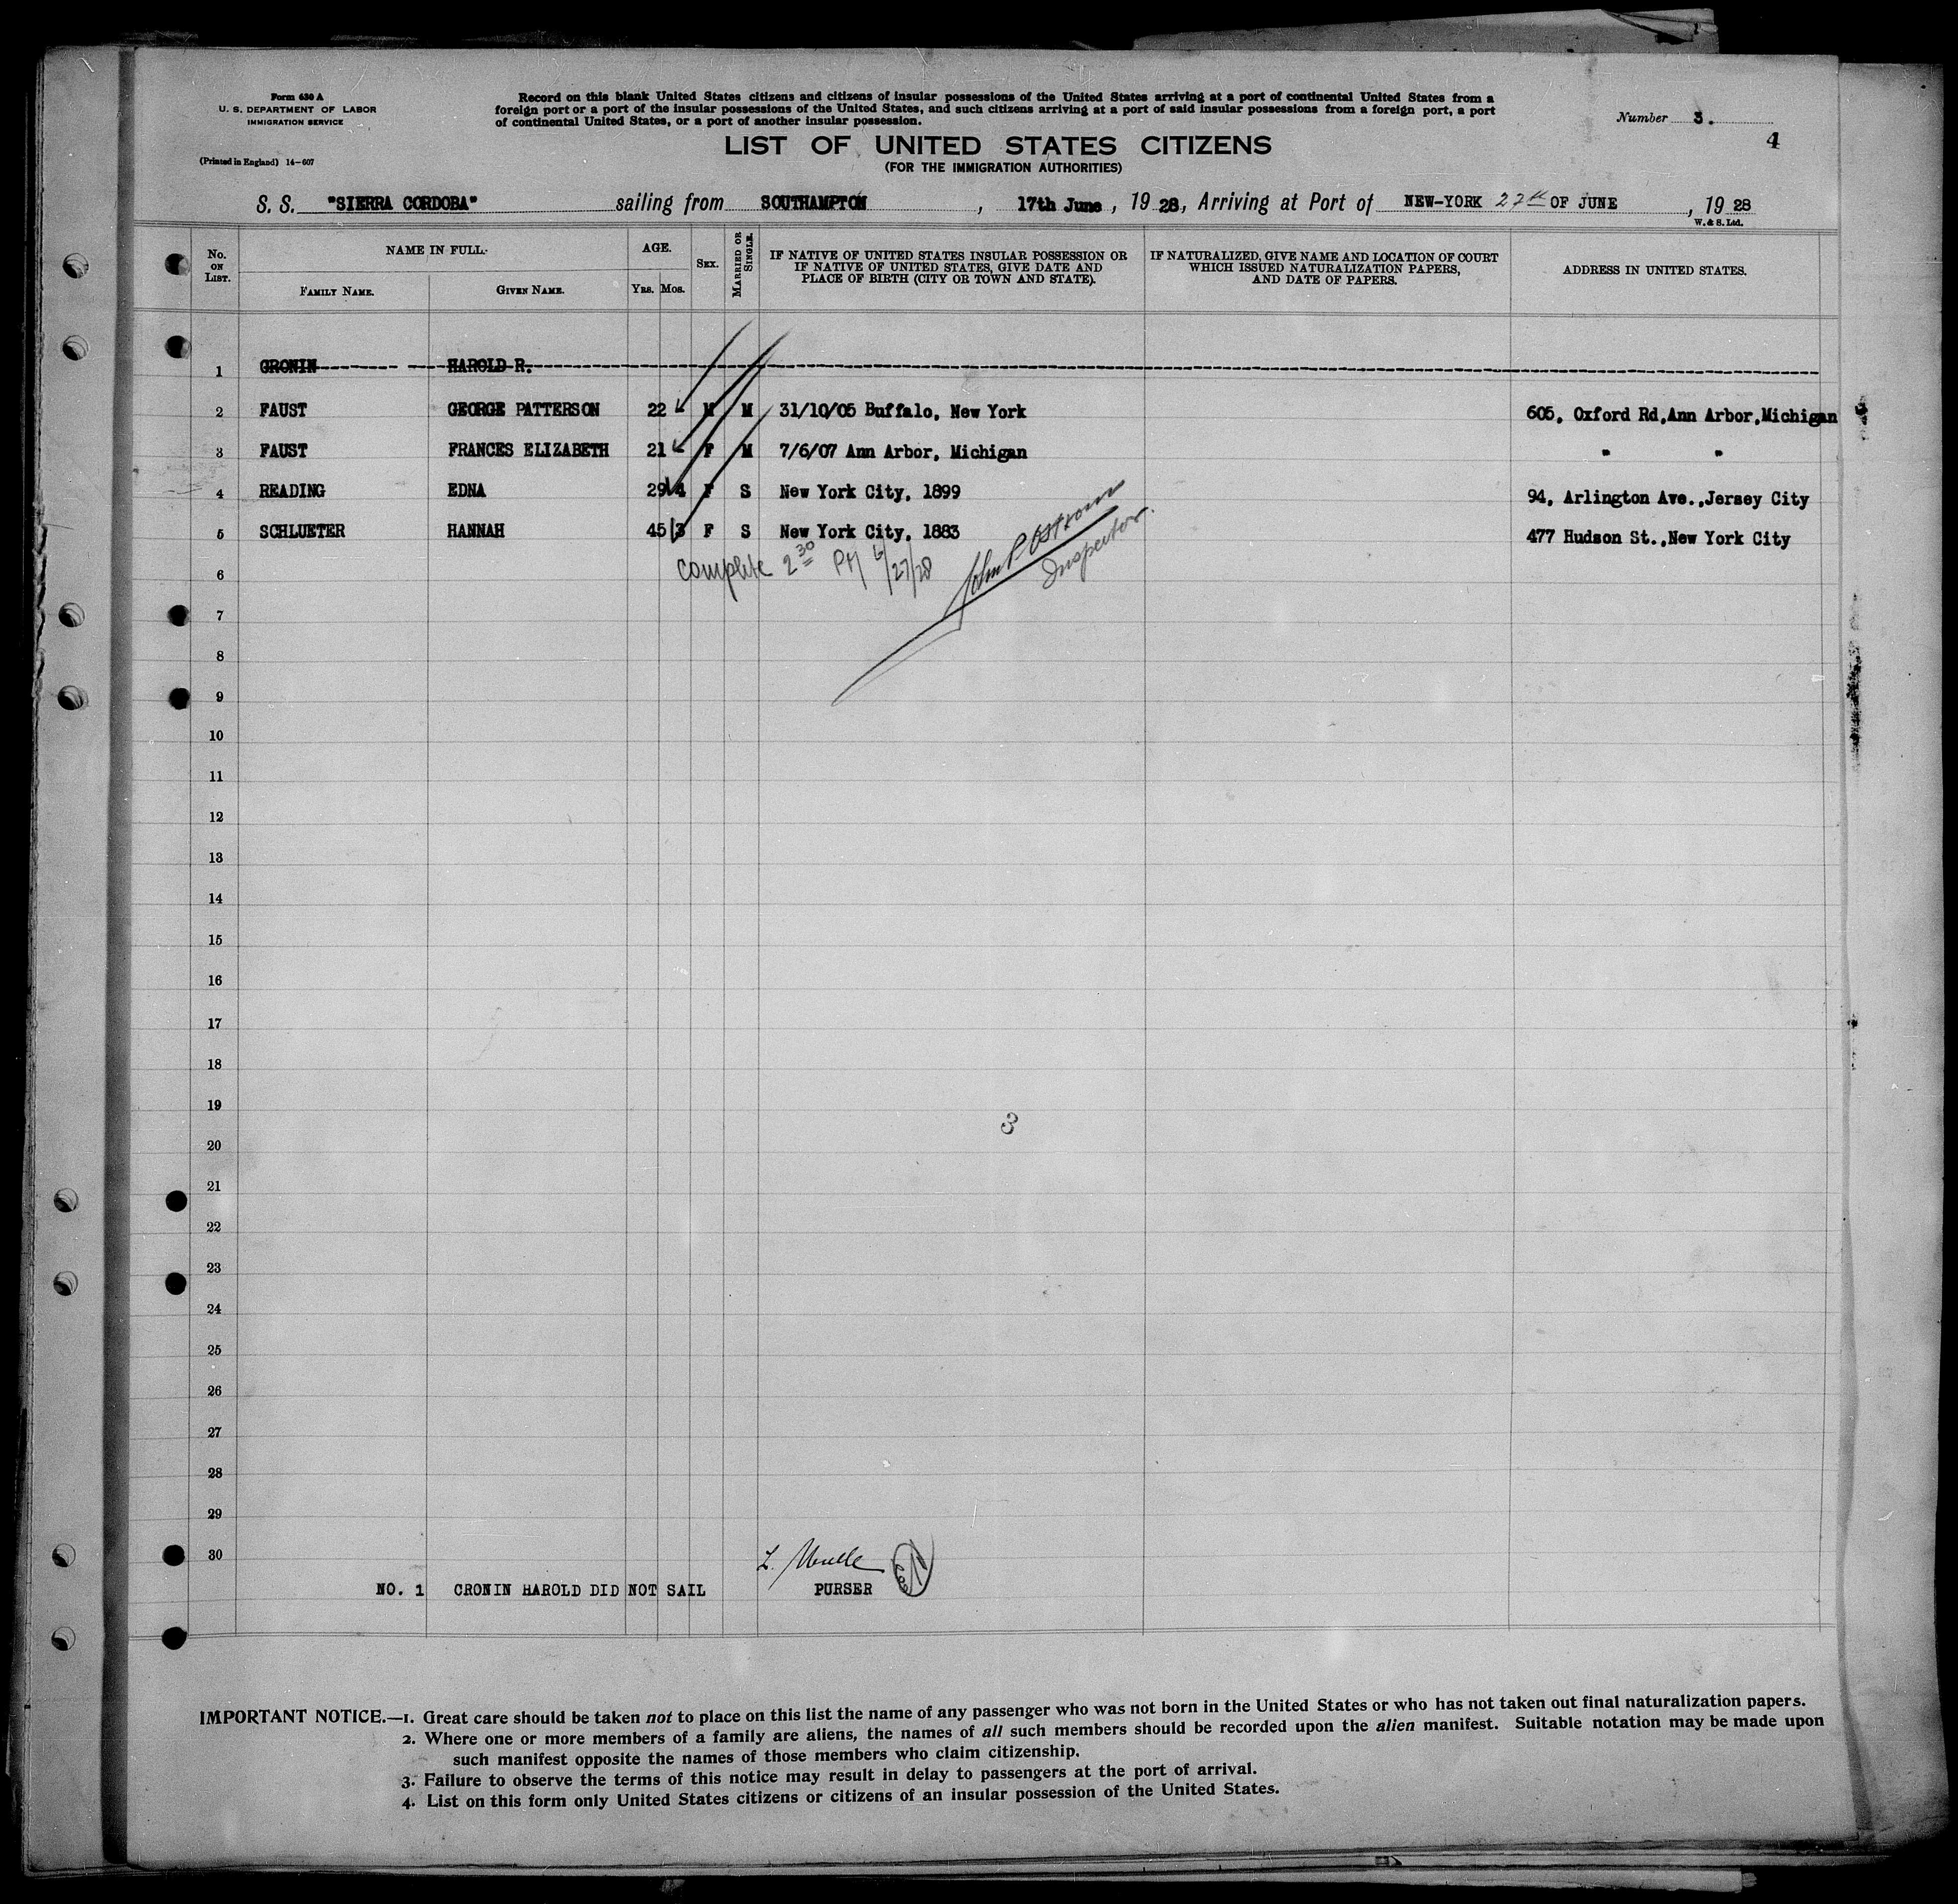 Form 630 A
U. S. DEPARTMENT OF LABOR
IMMIGRATION SERVICE
(Printed in England) 14-607
Record on this blank United States citizens and citizens of insular possessions of the United States arriving at a port of continental United States from a
foreign port or a port of the insular possessions of the United States, and such citizens arriving at a port of said insular possessions from a foreign port, a port
of continental United States, or a port of another insular possession.
Number 3.
4
LIST OF UNITED STATES CITIZENS
(FOR THE IMMIGRATION AUTHORITIES)
S. S. "SIERRA CORDOBA" sailing from SOUTHAMPTON, 17th June, 1928, Arriving at Port of NEW-YORK 27th OF JUNE, 1928
W. & S. Ltd.
No. ON LIST. NAME IN FULL. FAMILY NAME. GIVEN NAME. AGE. YRS. MOS. SEX. MARRIED OR SINGLE. IF NATIVE OF UNITED STATES INSULAR POSSESSION OR IF NATIVE OF UNITED STATES, GIVE DATE AND PLACE OF BIRTH (CITY OR TOWN AND STATE). IF NATURALIZED, GIVE NAME AND LOCATION OF COURT WHICH ISSUED NATURALIZATION PAPERS, AND DATE OF PAPERS. ADDRESS IN UNITED STATES.
1 CRONIN HAROLD R.
2 FAUST GEORGE PATTERSON 22 M M 31/10/05 Buffalo, New York 605, Oxford Rd,Ann Arbor,Michigan
3 FAUST FRANCES ELIZABETH 21 F M 7/6/07 Ann Arbor, Michigan " "
4 READING EDNA 29 4 F S New York City, 1899 94, Arlington Ave.,Jersey City
5 SCHLUETER HANNAH 45 3 F S New York City, 1883 477 Hudson St.,New York City
complete 2 30 PM 6/27/28
John P Ostrom
Inspector.
6
7
8
9
10
11
12
13
14
15
16
17
18
19
3
20
21
22
23
24
25
26
27
28
29
30
NO. 1 CRONIN HAROLD DID NOT SAIL PURSER
IMPORTANT NOTICE.—1. Great care should be taken not to place on this list the name of any passenger who was not born in the United States or who has not taken out final naturalization papers.
2. Where one or more members of a family are aliens, the names of all such members should be recorded upon the alien manifest. Suitable notation may be made upon
such manifest opposite the names of those members who claim citizenship.
3. Failure to observe the terms of this notice may result in delay to passengers at the port of arrival.
4. List on this form only United States citizens or citizens of an insular possession of the United States.